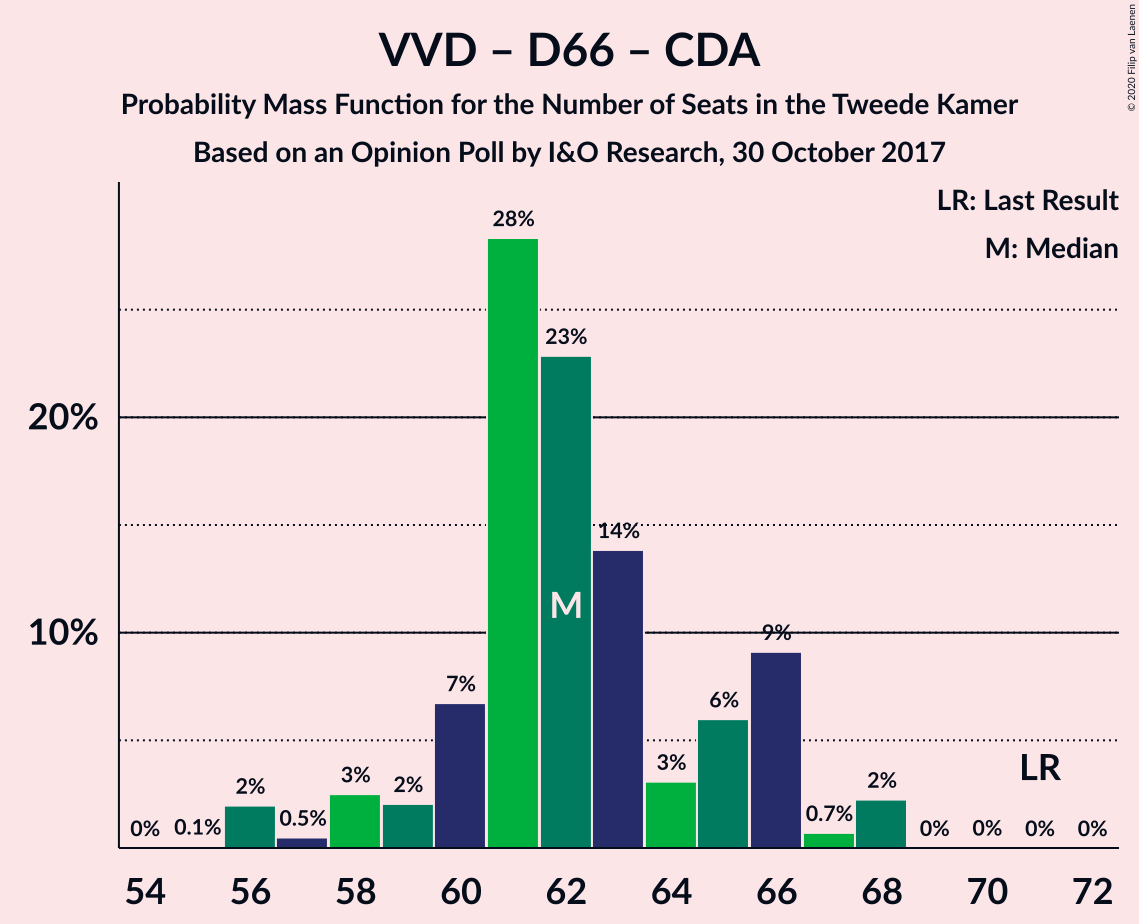 VVD – D66 – CDA
Probability Mass Function for the Number of Seats in the Tweede Kamer
Based on an Opinion Poll by I&O Research, 30 October 2017
© 2020 Filip van Laenen
LR: Last Result
M: Median
20%
10%
0%
0.1%
2%
0.5%
3%
2%
7%
28%
23%
14%
3%
6%
9%
0.7%
2%
0%
0%
0%
0%
M
LR
54 56 58 60 62 64 66 68 70 72